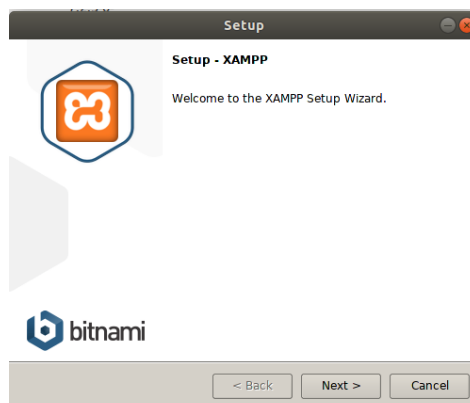 Setup
Setup - XAMPP
Welcome to the XAMPP Setup Wizard.
bitnami
< Back
Next >
Cancel